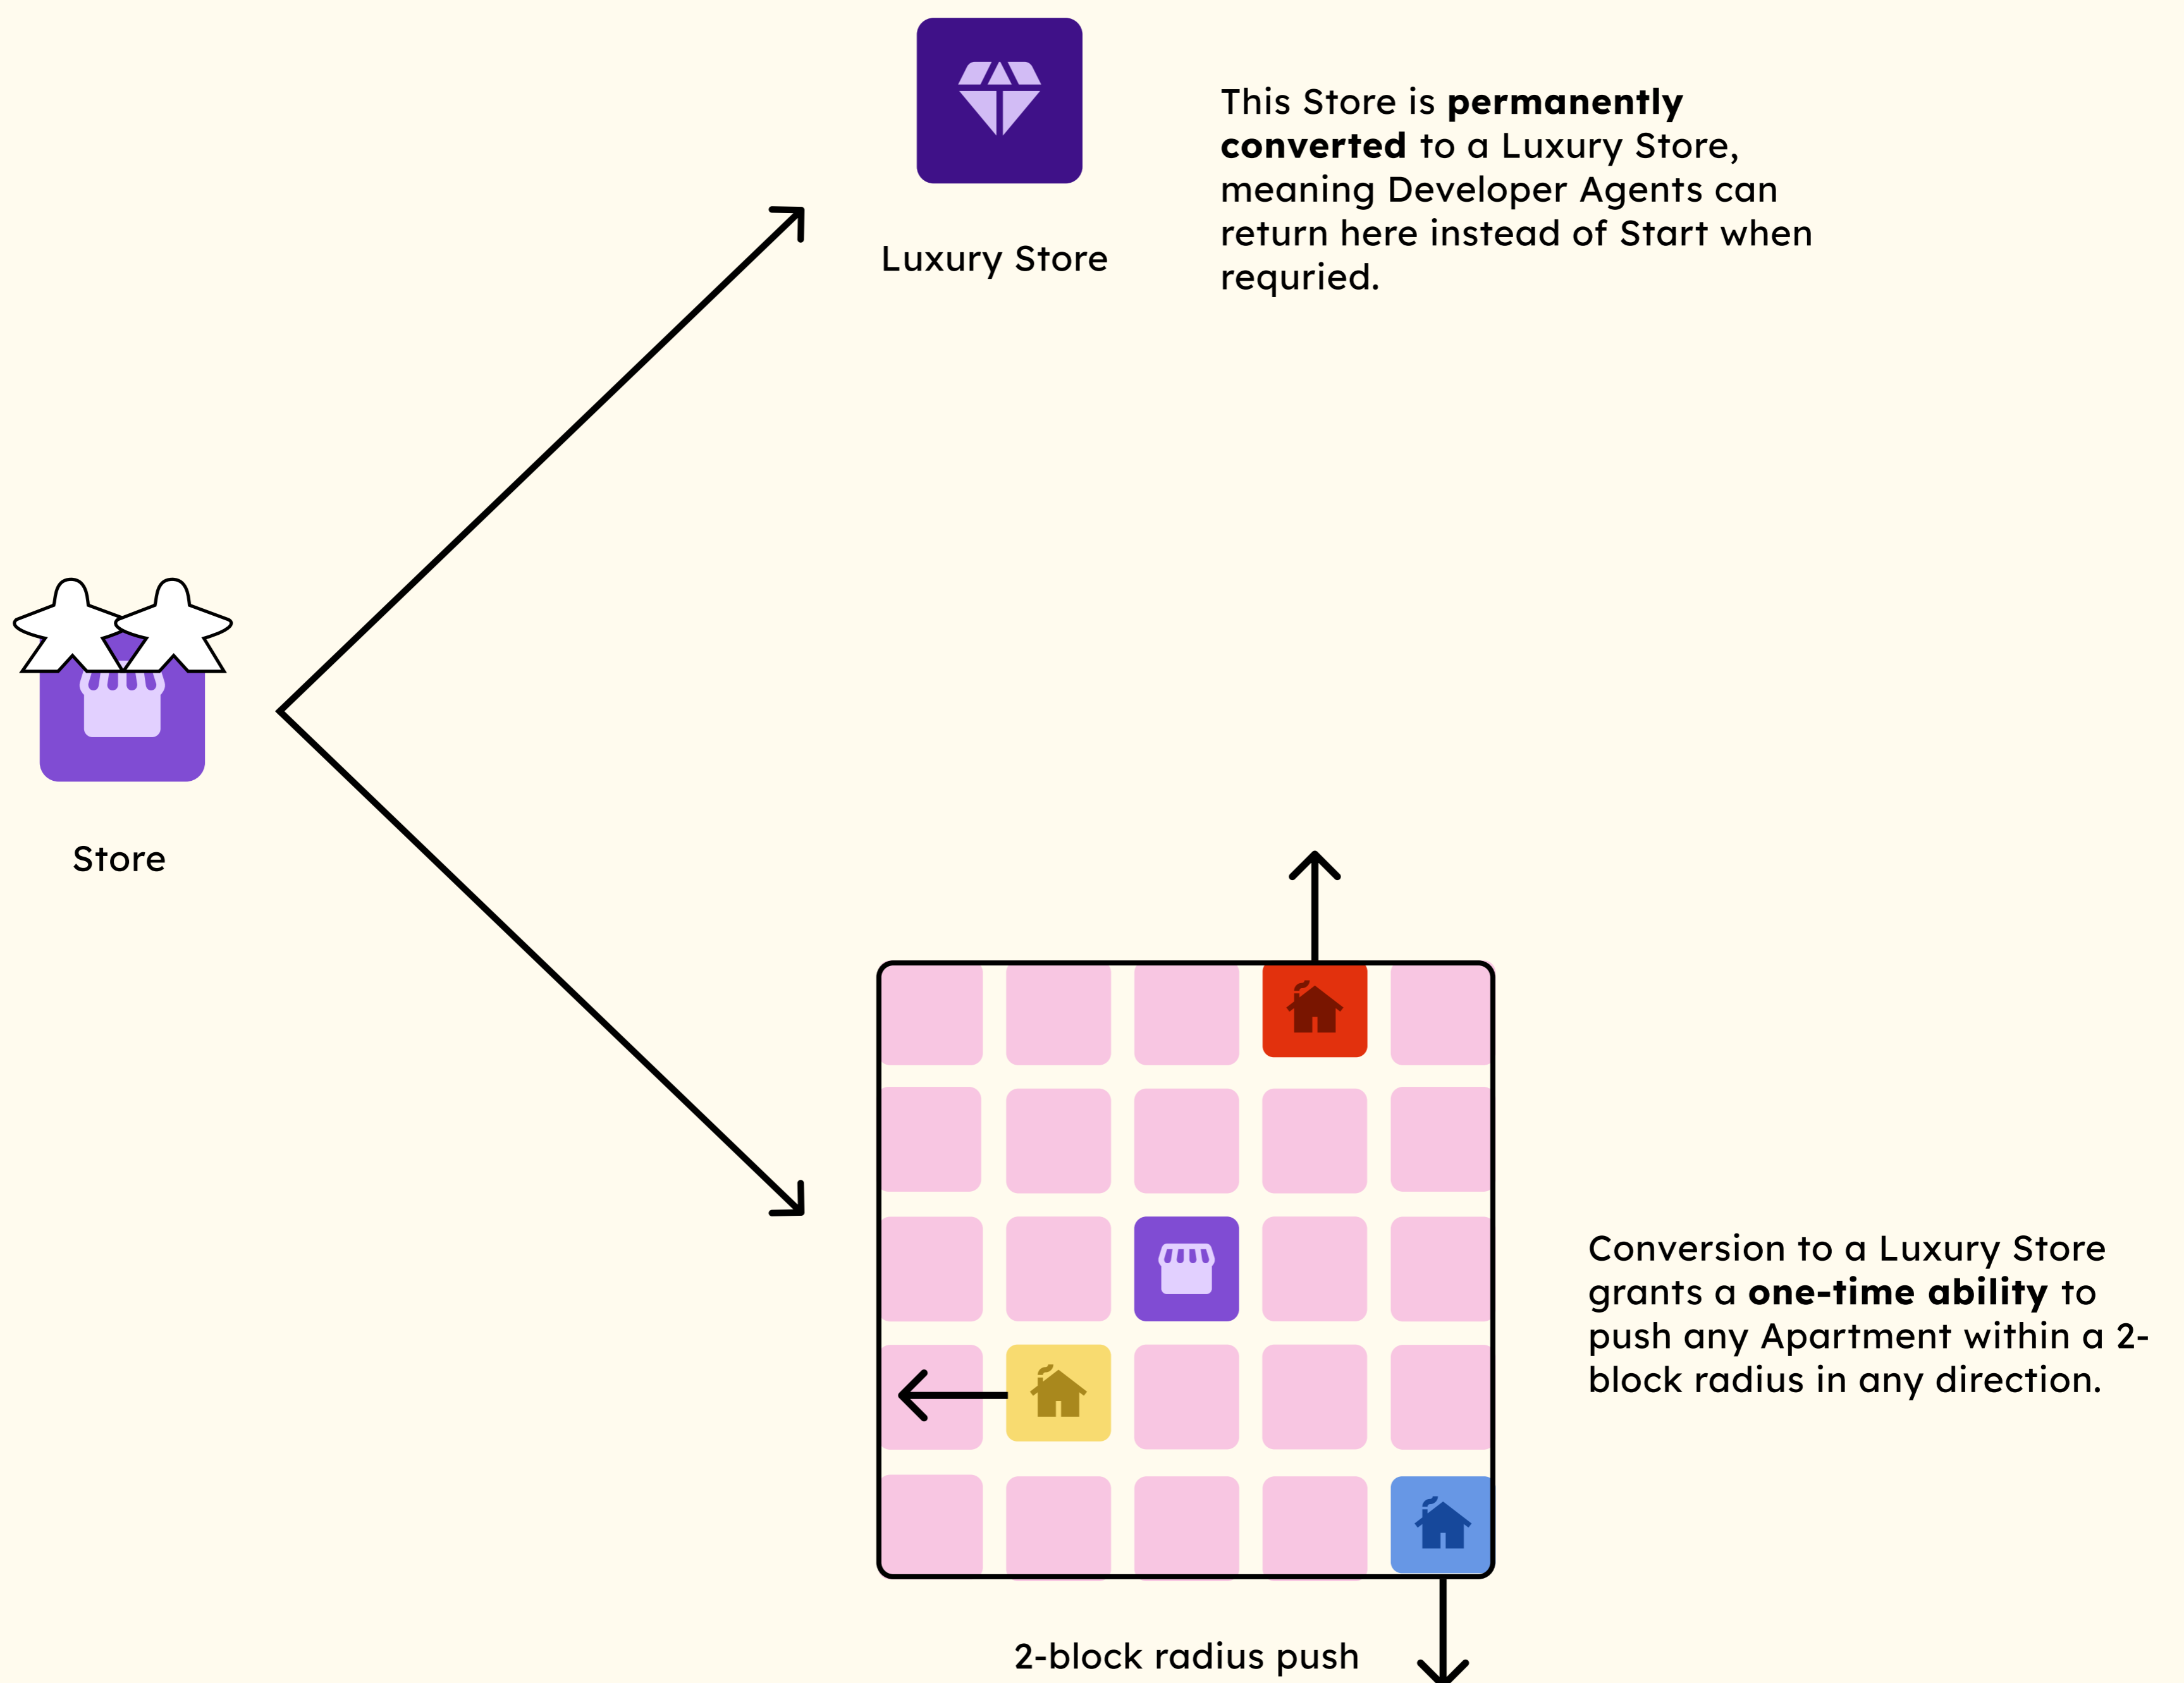 Luxury Store
This Store is permanently
converted to a Luxury Store,
meaning Developer Agents can
return here instead of Start when
requried.
Store
Conversion to a Luxury Store
grants a one-time ability to
push any Apartment within a 2-
block radius in any direction.
2-block radius push